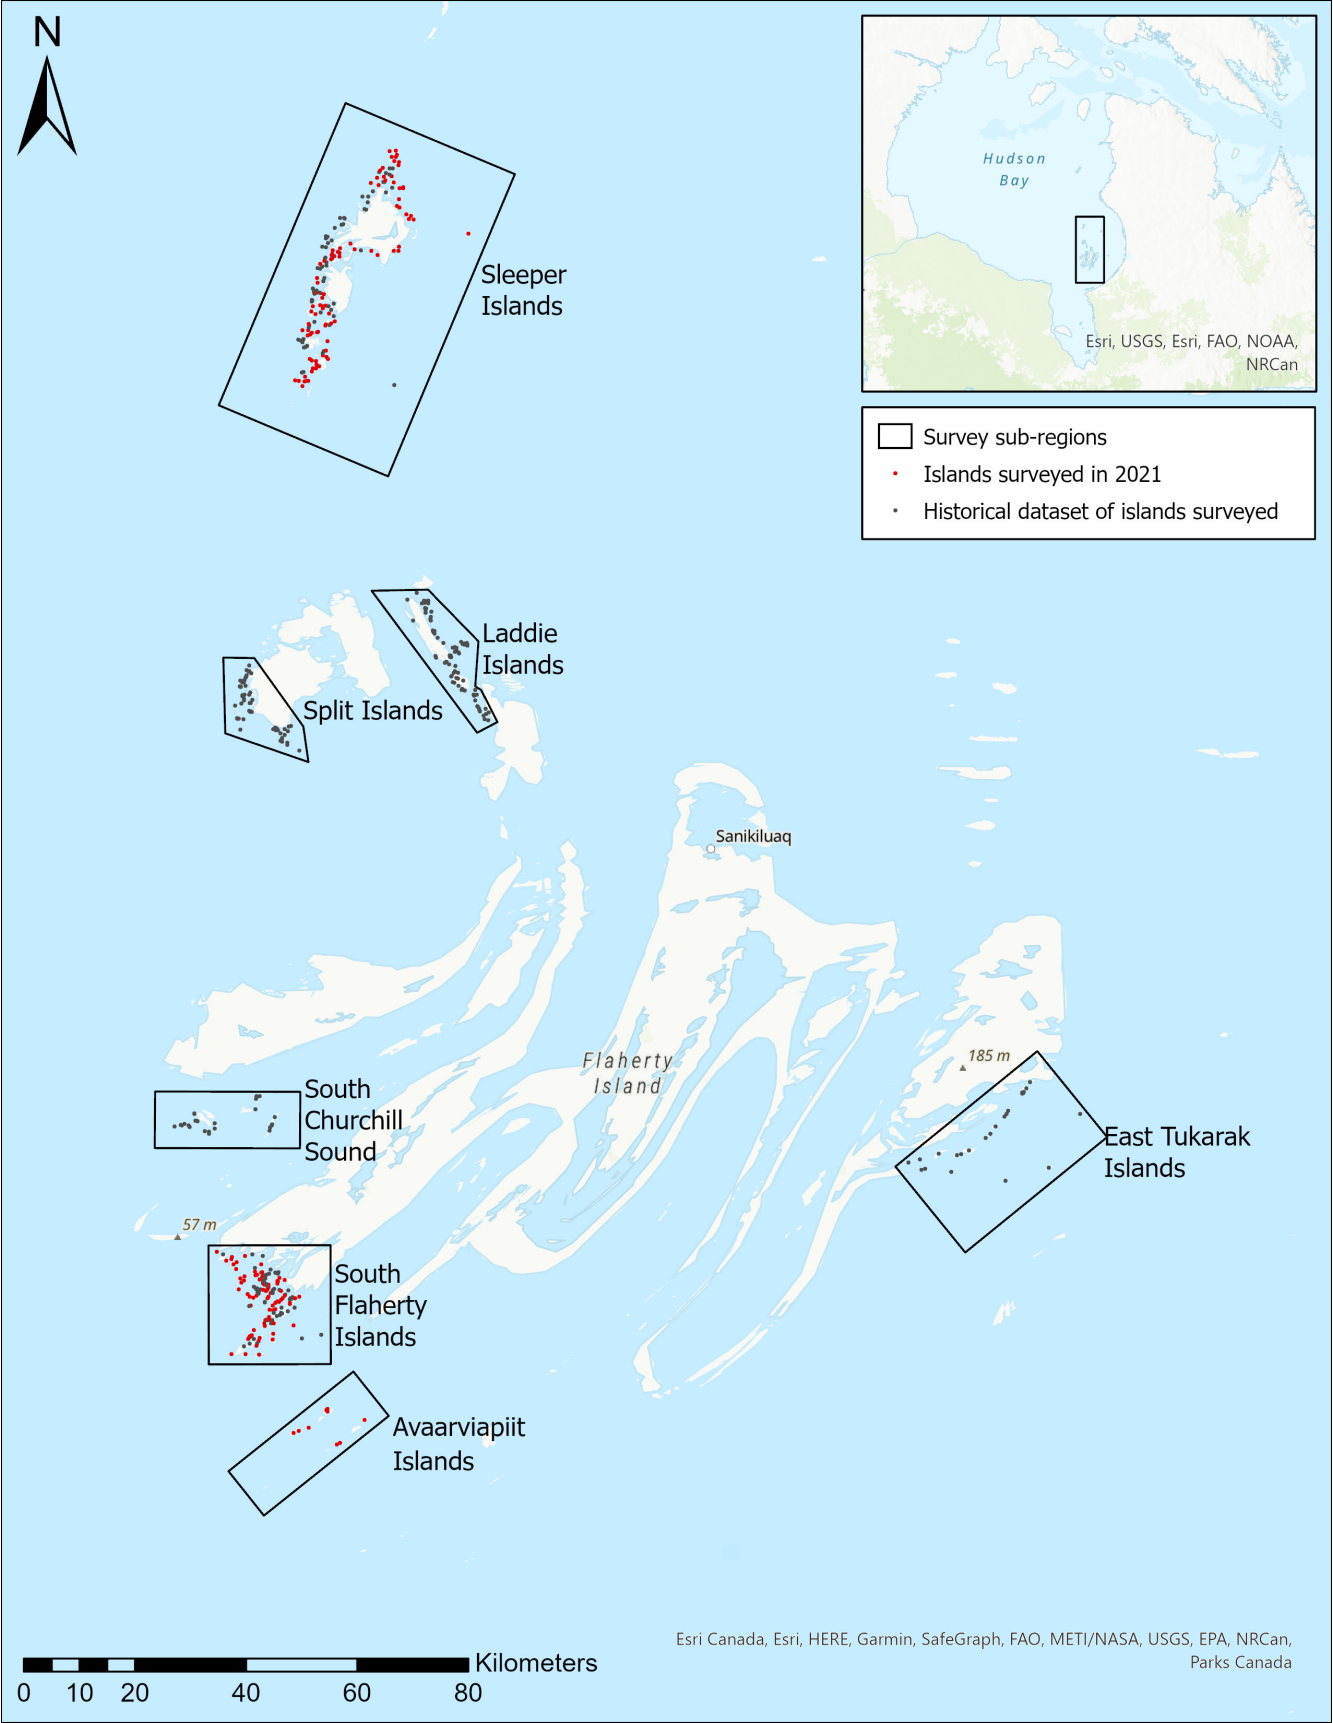 N
Hudson
Bay
Esri, USGS, Esri, FAO, NOAA,
NRCan
Sleeper
Islands
Survey sub-regions
Islands surveyed in 2021
Historical dataset of islands surveyed
Laddie
Islands
Split Islands
Sanikiluaq
Flaherty
Island
185 m
South
Churchill
Sound
East Tukarak
Islands
57 m
South
Flaherty
Islands
Avaarviapiit
Islands
Esri Canada, Esri, HERE, Garmin, SafeGraph, FAO, METI/NASA, USGS, EPA, NRCan,
Parks Canada
Kilometers
0 10 20 40 60 80